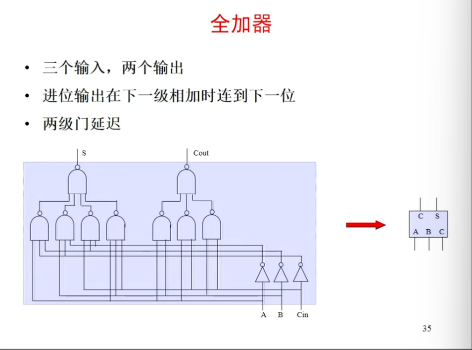 全加器
• 三个输入，两个输出
• 进位输出在下一级相加时连到下一位
• 两级门延迟
S Cout
C S
A B C
A B Cin
35